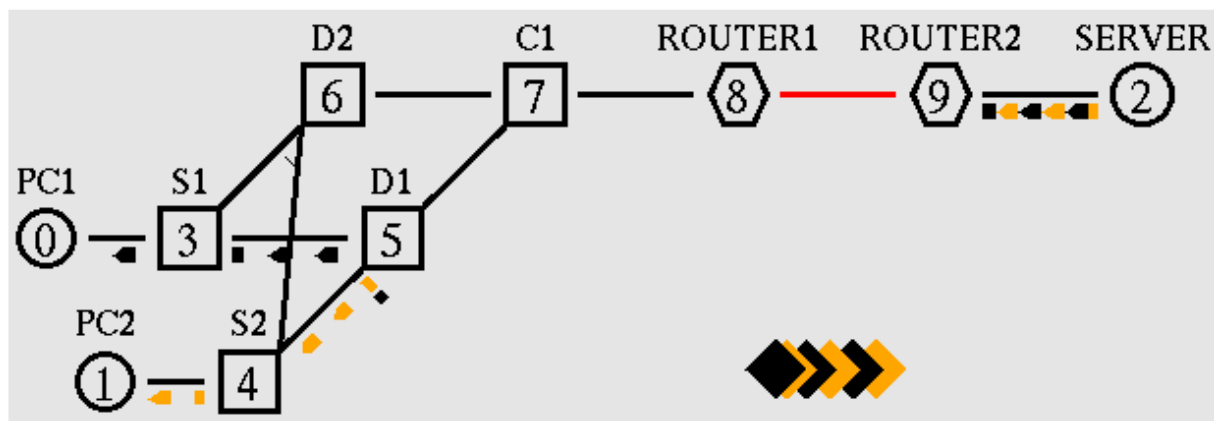 D2 C1 ROUTER1 ROUTER2 SERVER
6 7 8 9 2
PC1 S1 D1
0 3 5
PC2 S2
1 4